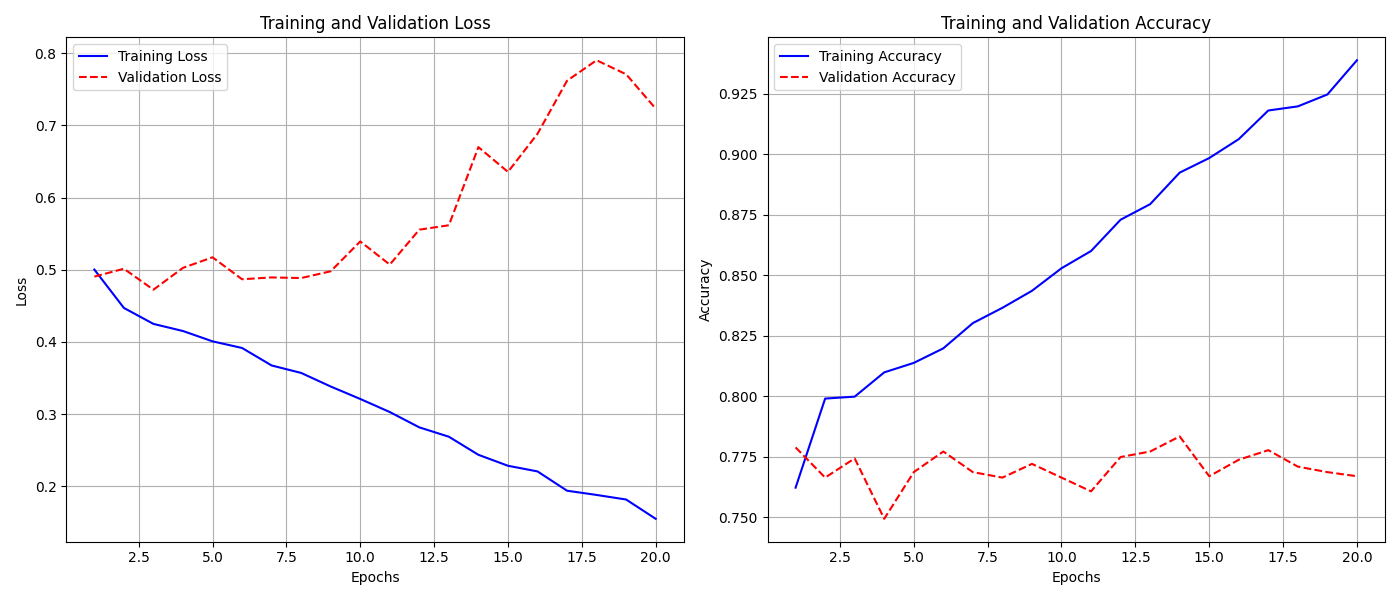 Training and Validation Loss
Training Loss
Validation Loss
0.8
0.7
0.6
0.5
0.4
0.3
0.2
Loss
2.5 5.0 7.5 10.0 12.5 15.0 17.5 20.0
Epochs
Training and Validation Accuracy
Training Accuracy
Validation Accuracy
0.925
0.900
0.875
0.850
0.825
0.800
0.775
0.750
Accuracy
2.5 5.0 7.5 10.0 12.5 15.0 17.5 20.0
Epochs